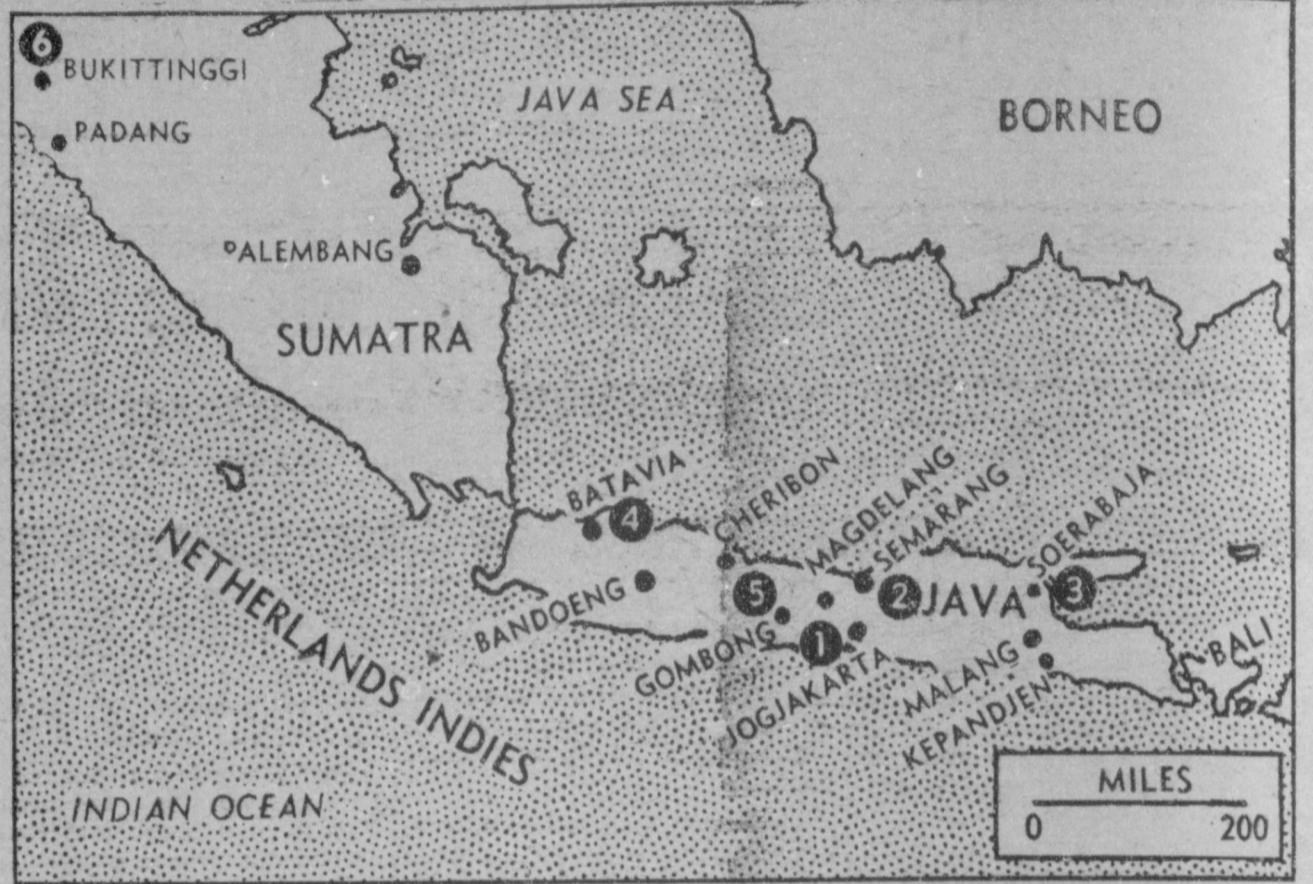 6
BUKITTINGGI
PADANG
JAVA SEA
BORNEO
PALEMBANG
SUMATRA
BATAVIA
4
CHERIBON
MAGDELANG
SEMARANG
SOERABAJA
5
2
JAVA
3
BANDOENG
GOMBONG
1
JOGJAKARTA
MALANG
KEPANDJEN
BALI
NETHERLANDS INDIES
INDIAN OCEAN
MILES
0 200